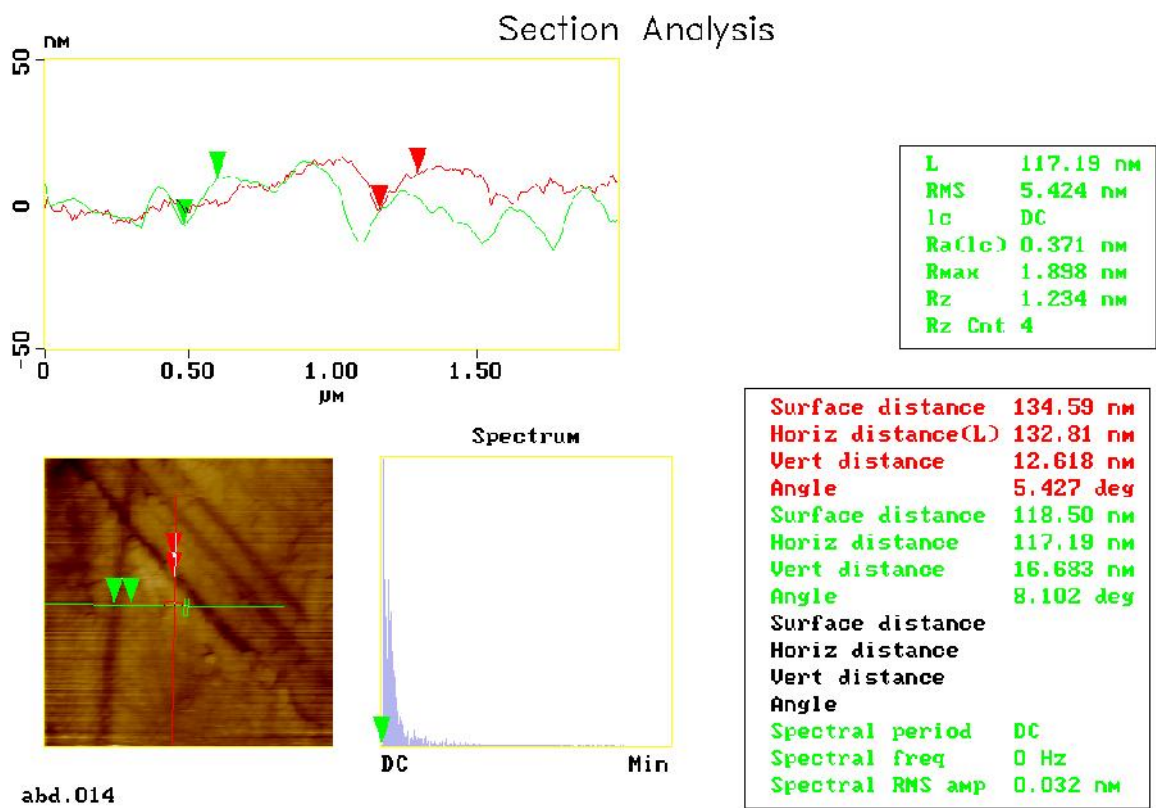 Section Analysis
nm
50
0
-50
0 0.50 1.00 1.50
µm
L 117.19 nm
RMS 5.424 nm
lc DC
Ra(lc) 0.371 nm
Rmax 1.898 nm
Rz 1.234 nm
Rz Cnt 4
Surface distance 134.59 nm
Horiz distance(L) 132.81 nm
Vert distance 12.618 nm
Angle 5.427 deg
Surface distance 118.50 nm
Horiz distance 117.19 nm
Vert distance 16.683 nm
Angle 8.102 deg
Surface distance
Horiz distance
Vert distance
Angle
Spectral period DC
Spectral freq 0 Hz
Spectral RMS amp 0.032 nm
Spectrum
DC Min
abd.014